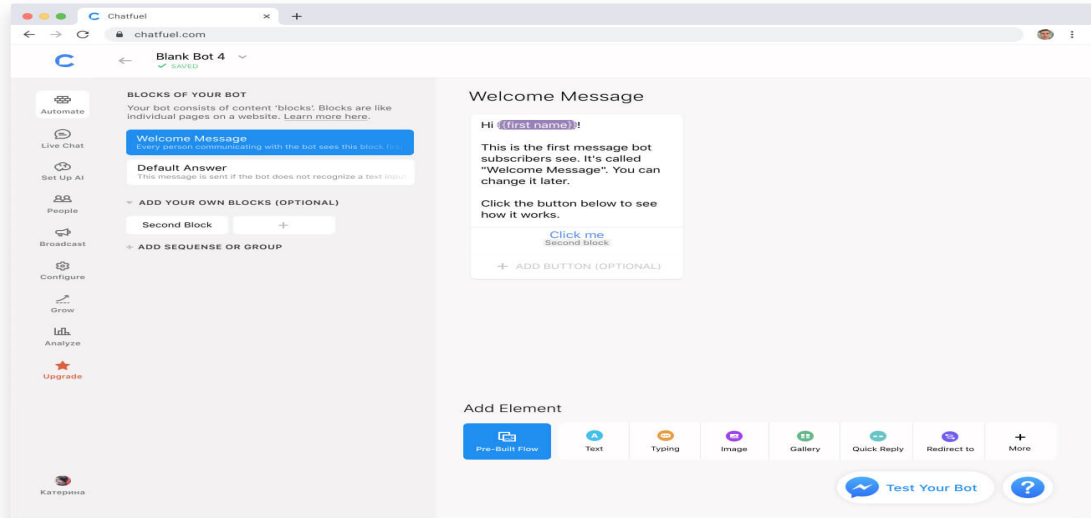 Chatfuel
chatfuel.com
Blank Bot 4
SAVED
Automate
Live Chat
Set Up AI
People
Broadcast
Configure
Grow
Analyze
Upgrade
Катерина
BLOCKS OF YOUR BOT
Your bot consists of content 'blocks'. Blocks are like
individual pages on a website. Learn more here.
Welcome Message
Every person communicating with the bot sees this block
Default Answer
This message is sent if the bot does not recognize a text
ADD YOUR OWN BLOCKS (OPTIONAL)
Second Block
+ ADD SEQUENSE OR GROUP
Welcome Message
Hi {{first name}}!
This is the first message bot
subscribers see. It's called
"Welcome Message". You can
change it later.
Click the button below to see
how it works.
Click me
Second block
+ ADD BUTTON (OPTIONAL)
Add Element
Pre-Built Flow
Text
Typing
Image
Gallery
Quick Reply
Redirect to
More
Test Your Bot
?